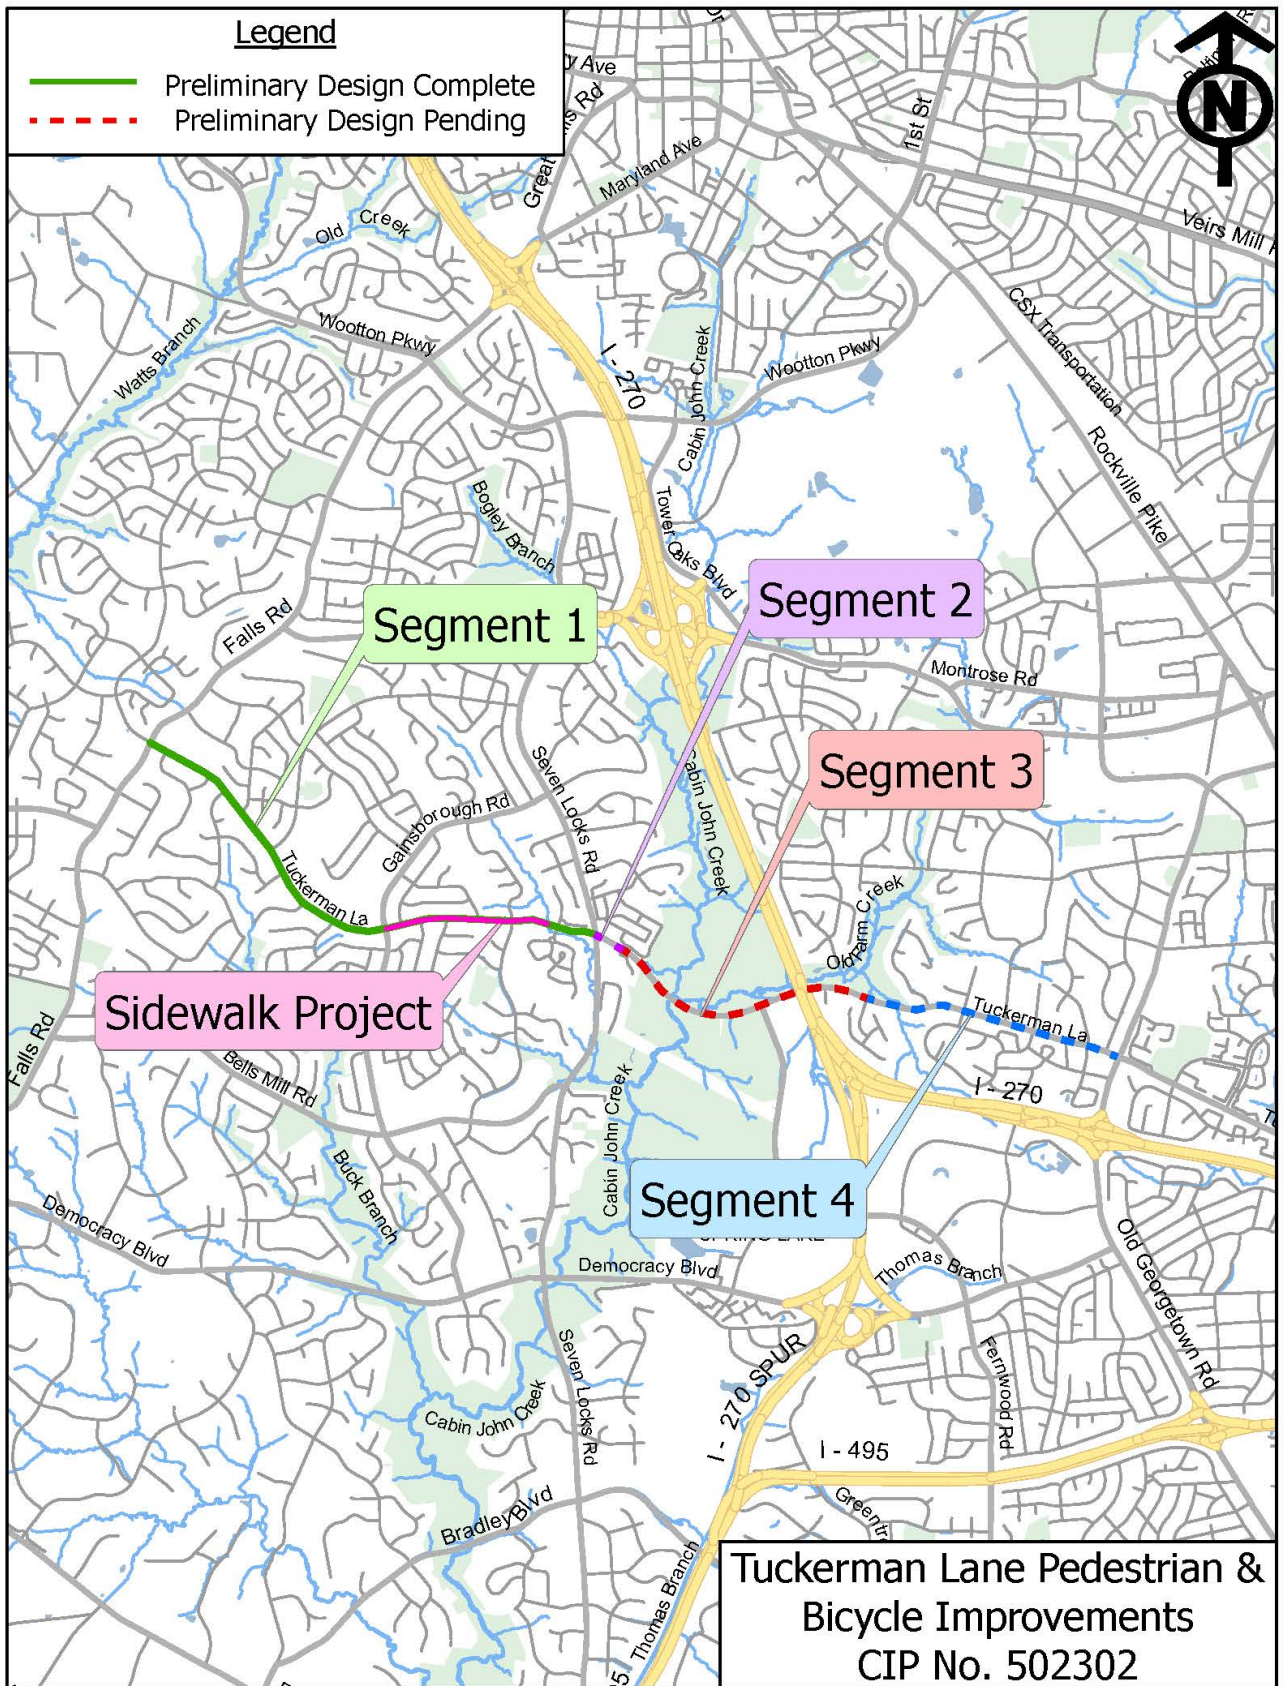 Legend
Preliminary Design Complete
Preliminary Design Pending
N
Maryland Ave
1st St
Veirs Mill
Old Creek
Watts Branch
Wootton Pkwy
I - 270
Cabin John Creek
Wootton Pkwy
CSX Transportation
Rockville Pike
Bogley Branch
Tower Oaks Blvd
Segment 2
Segment 1
Falls Rd
Montrose Rd
Segment 3
Seven Locks Rd
Cabin John Creek
Gainsborough Rd
Tuckerman La
Old Farm Creek
Sidewalk Project
Tuckerman La
Falls Rd
Bells Mill Rd
Cabin John Creek
I - 270
Buck Branch
Segment 4
SPRING LAKE
Democracy Blvd
Democracy Blvd
Thomas Branch
Old Georgetown Rd
Seven Locks Rd
I - 270 SPUR
Fernwood Rd
Cabin John Creek
I - 495
Bradley Blvd
Thomas Branch
Tuckerman Lane Pedestrian &
Bicycle Improvements
CIP No. 502302